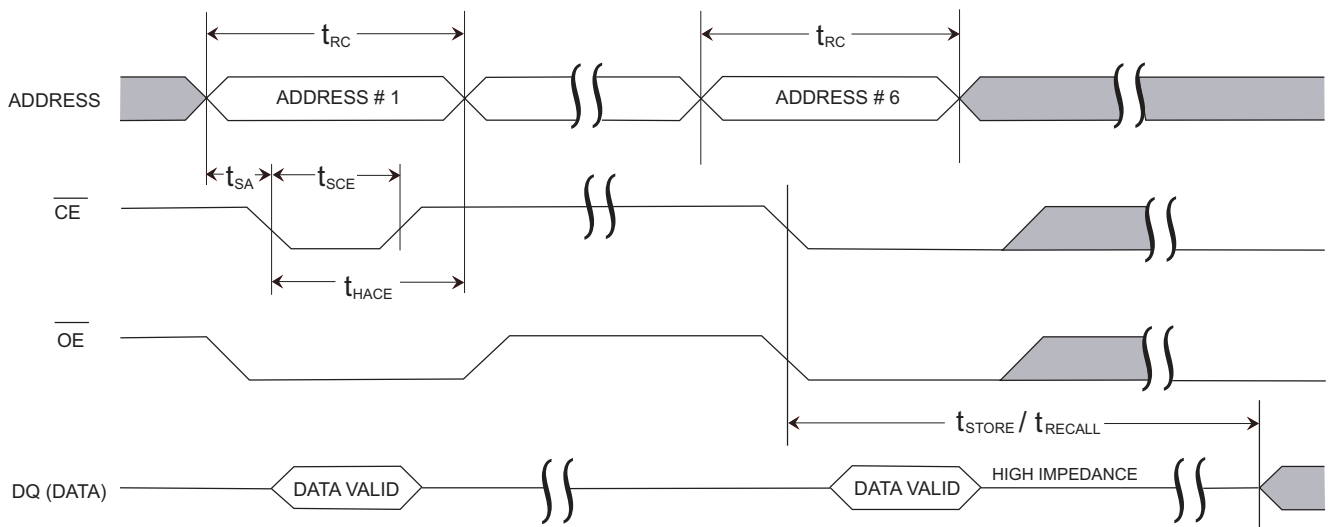 tRC
tRC
ADDRESS
ADDRESS # 1
ADDRESS # 6
tSA
tSCE
CE
tHACE
OE
tSTORE / tRECALL
DQ (DATA)
DATA VALID
DATA VALID
HIGH IMPEDANCE